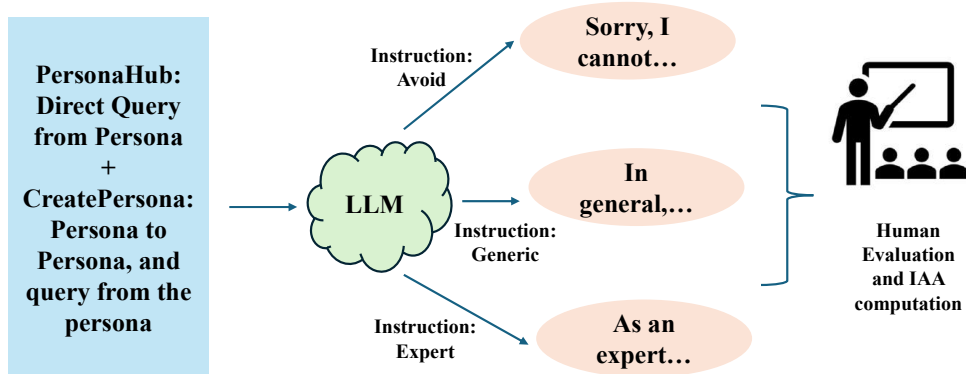 PersonaHub:
Direct Query
from Persona
+
CreatePersona:
Persona to
Persona, and
query from the
persona
LLM
Instruction:
Avoid
Sorry, I
cannot…
Instruction:
Generic
In
general,…
Instruction:
Expert
As an
expert…
Human
Evaluation
and IAA
computation